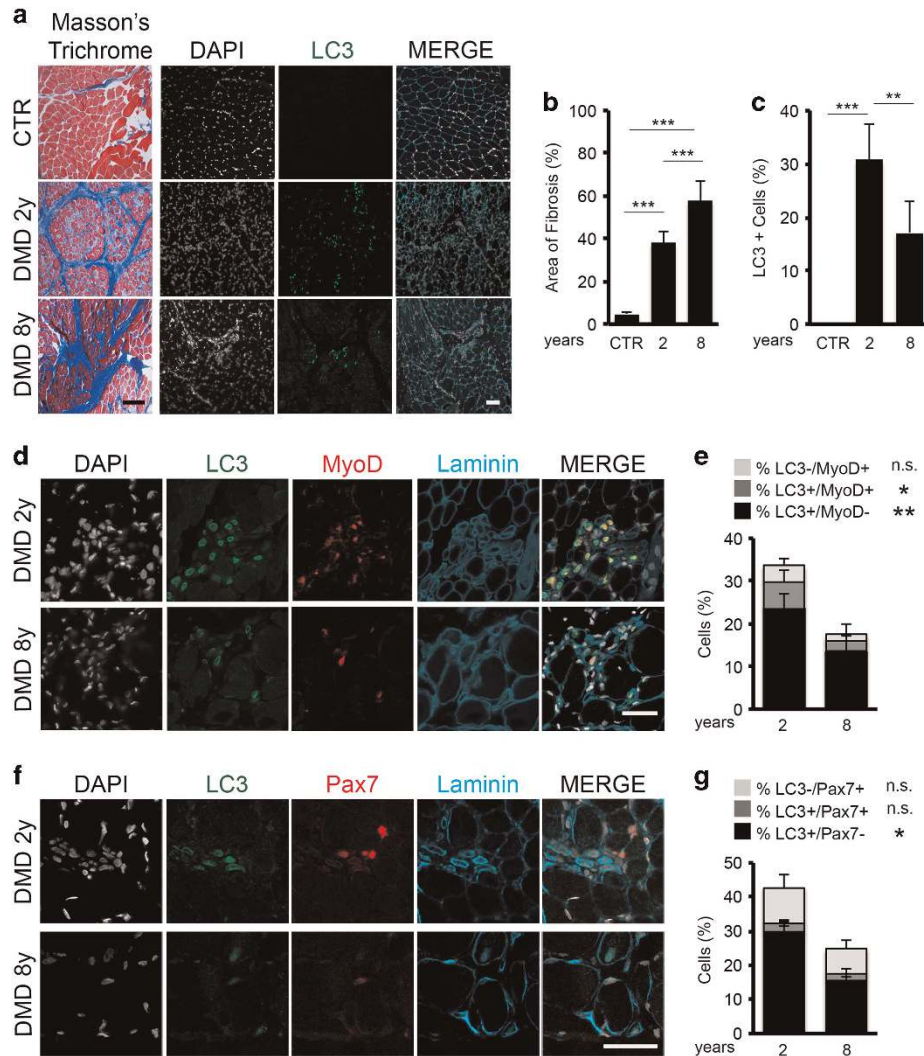 a
Masson's
Trichrome
DAPI
LC3
MERGE
CTR
DMD 2y
DMD 8y
b
Area of Fibrosis (%)
100
80
60
40
20
0
***
***
***
years
CTR
2
8
c
LC3 + Cells (%)
40
30
20
10
0
***
**
years
CTR
2
8
d
DAPI
LC3
MyoD
Laminin
MERGE
DMD 2y
DMD 8y
e
% LC3-/MyoD+ n.s.
% LC3+/MyoD+ *
% LC3+/MyoD- **
Cells (%)
40
30
20
10
0
years
2
8
f
DAPI
LC3
Pax7
Laminin
MERGE
DMD 2y
DMD 8y
g
% LC3-/Pax7+ n.s.
% LC3+/Pax7+ n.s.
% LC3+/Pax7- *
Cells (%)
50
40
30
20
10
0
years
2
8